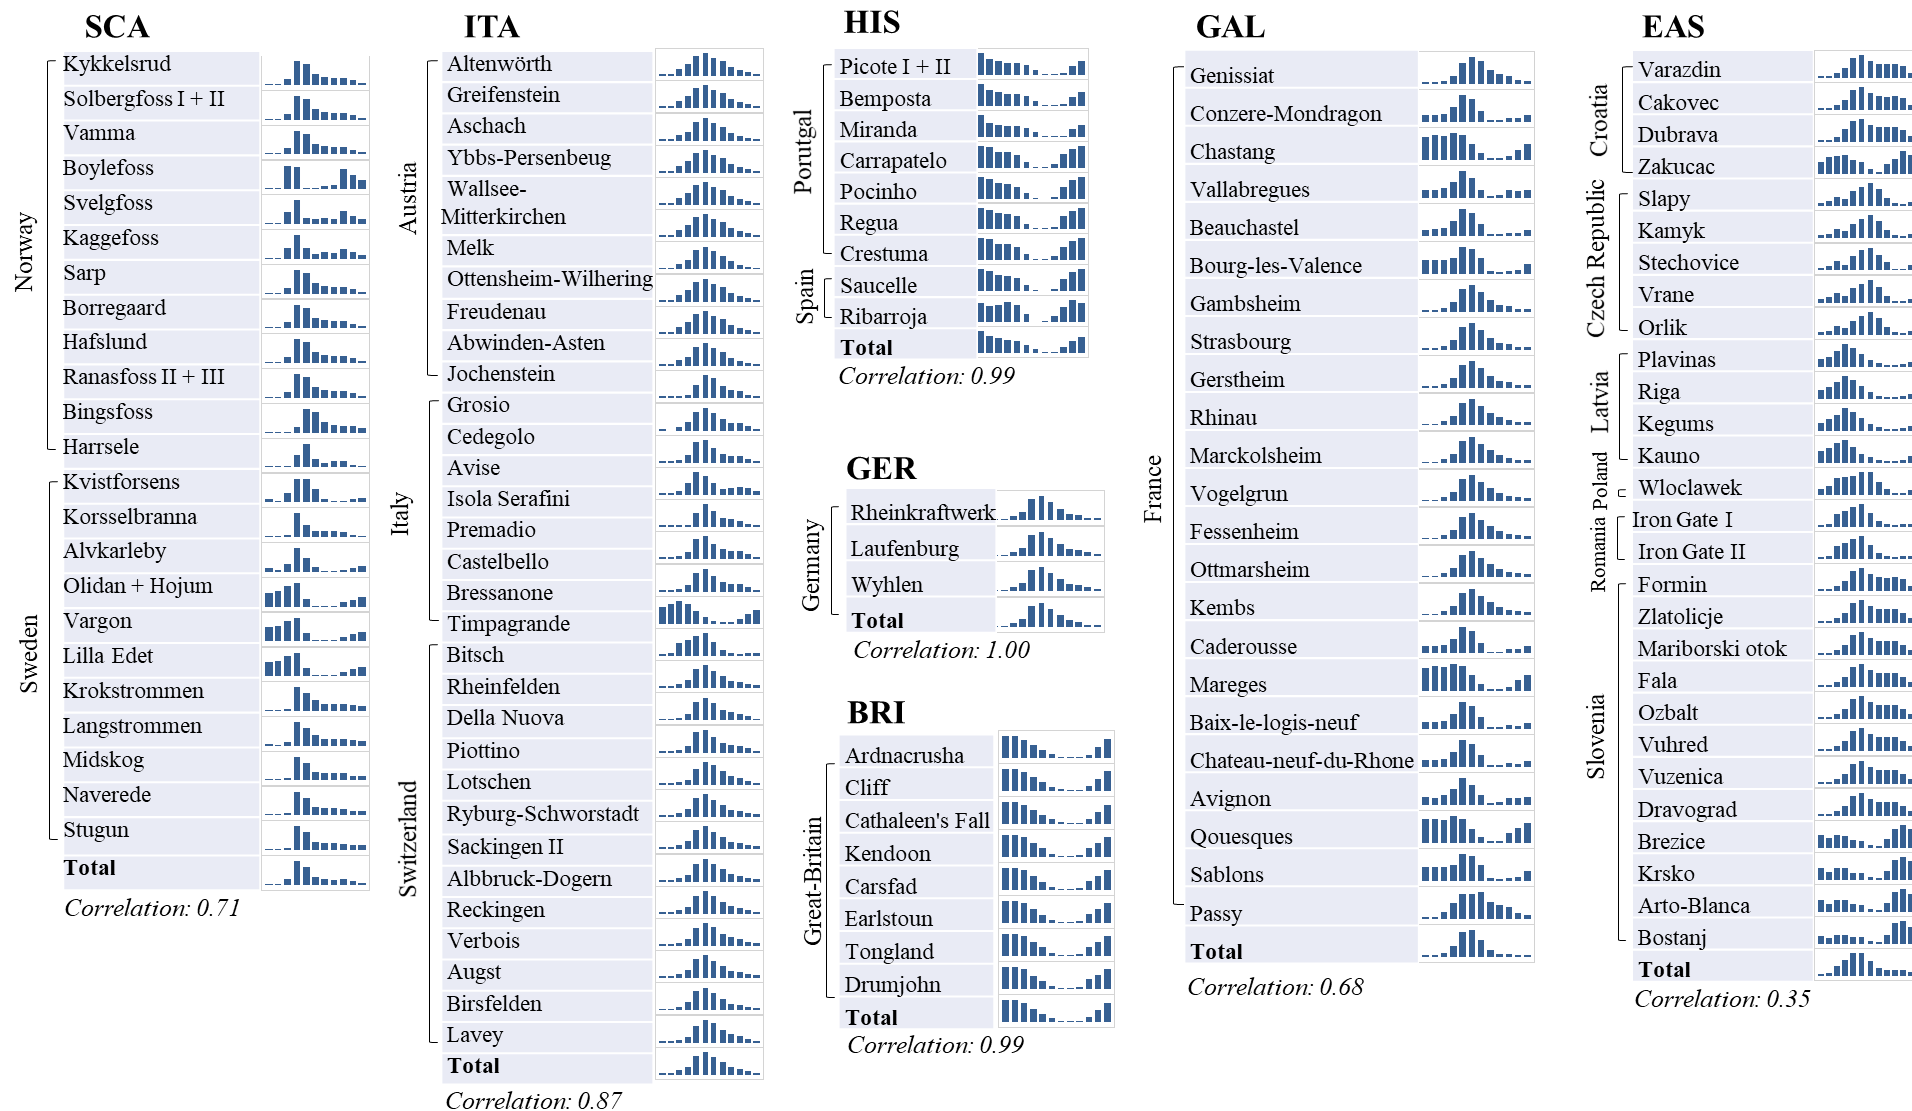 SCA
Norway
Kykkelsrud
Solbergfoss I + II
Vamma
Boylefoss
Svelgfoss
Kaggefoss
Sarp
Borregaard
Hafslund
Ranasfoss II + III
Bingsfoss
Harrsele
Sweden
Kvistforsens
Korsselbranna
Alvkarleby
Olidan + Hojum
Vargon
Lilla Edet
Krokstrommen
Langstrommen
Midskog
Naverede
Stugun
Total
Correlation: 0.71
ITA
Austria
Altenwörth
Greifenstein
Aschach
Ybbs-Persenbeug
Wallsee-
Mitterkirchen
Melk
Ottensheim-Wilhering
Freudenau
Abwinden-Asten
Jochenstein
Italy
Grosio
Cedegolo
Avise
Isola Serafini
Premadio
Castelbello
Bressanone
Timpagrande
Switzerland
Bitsch
Rheinfelden
Della Nuova
Piottino
Lotschen
Ryburg-Schworstadt
Sackingen II
Albbruck-Dogern
Reckingen
Verbois
Augst
Birsfelden
Lavey
Total
Correlation: 0.87
HIS
Porutgal
Picote I + II
Bemposta
Miranda
Carrapatelo
Pocinho
Regua
Crestuma
Spain
Saucelle
Ribarroja
Total
Correlation: 0.99
GER
Germany
Rheinkraftwerk
Laufenburg
Wyhlen
Total
Correlation: 1.00
BRI
Great-Britain
Ardnacrusha
Cliff
Cathaleen's Fall
Kendoon
Carsfad
Earlstoun
Tongland
Drumjohn
Total
Correlation: 0.99
GAL
France
Genissiat
Conzere-Mondragon
Chastang
Vallabregues
Beauchastel
Bourg-les-Valence
Gambsheim
Strasbourg
Gerstheim
Rhinau
Marckolsheim
Vogelgrun
Fessenheim
Ottmarsheim
Kembs
Caderousse
Mareges
Baix-le-logis-neuf
Chateau-neuf-du-Rhone
Avignon
Qouesques
Sablons
Passy
Total
Correlation: 0.68
EAS
Croatia
Varazdin
Cakovec
Dubrava
Zakucac
Czech Republic
Slapy
Kamyk
Stechovice
Vrane
Orlik
Latvia
Plavinas
Riga
Kegums
Kauno
Poland
Wloclawek
Romania
Iron Gate I
Iron Gate II
Slovenia
Formin
Zlatolicje
Mariborski otok
Fala
Ozbalt
Vuhred
Vuzenica
Dravograd
Brezice
Krsko
Arto-Blanca
Bostanj
Total
Correlation: 0.35